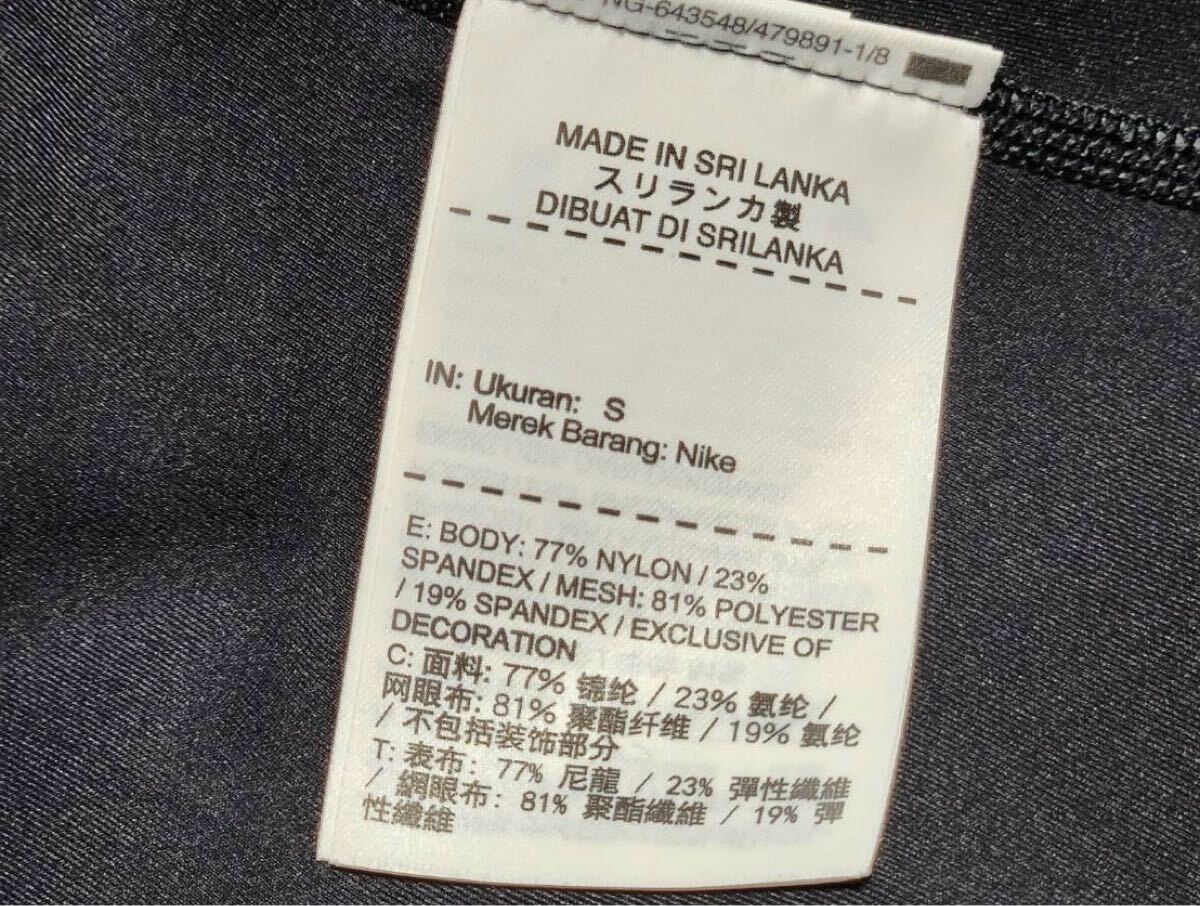 NG-643548/479891-1/8
MADE IN SRI LANKA
スリランカ製
DIBUAT DI SRILANKA
IN: Ukuran: S
Merek Barang: Nike
E: BODY: 77% NYLON / 23%
SPANDEX / MESH: 81% POLYESTER
/ 19% SPANDEX / EXCLUSIVE OF
DECORATION
C: 面料: 77% 锦纶 / 23% 氨纶 /
网眼布: 81% 聚酯纤维 / 19% 氨纶
/ 不包括装饰部分
T: 表布: 77% 尼龍 / 23% 彈性纖維
/ 網眼布: 81% 聚酯纖維 / 19% 彈
性纖維